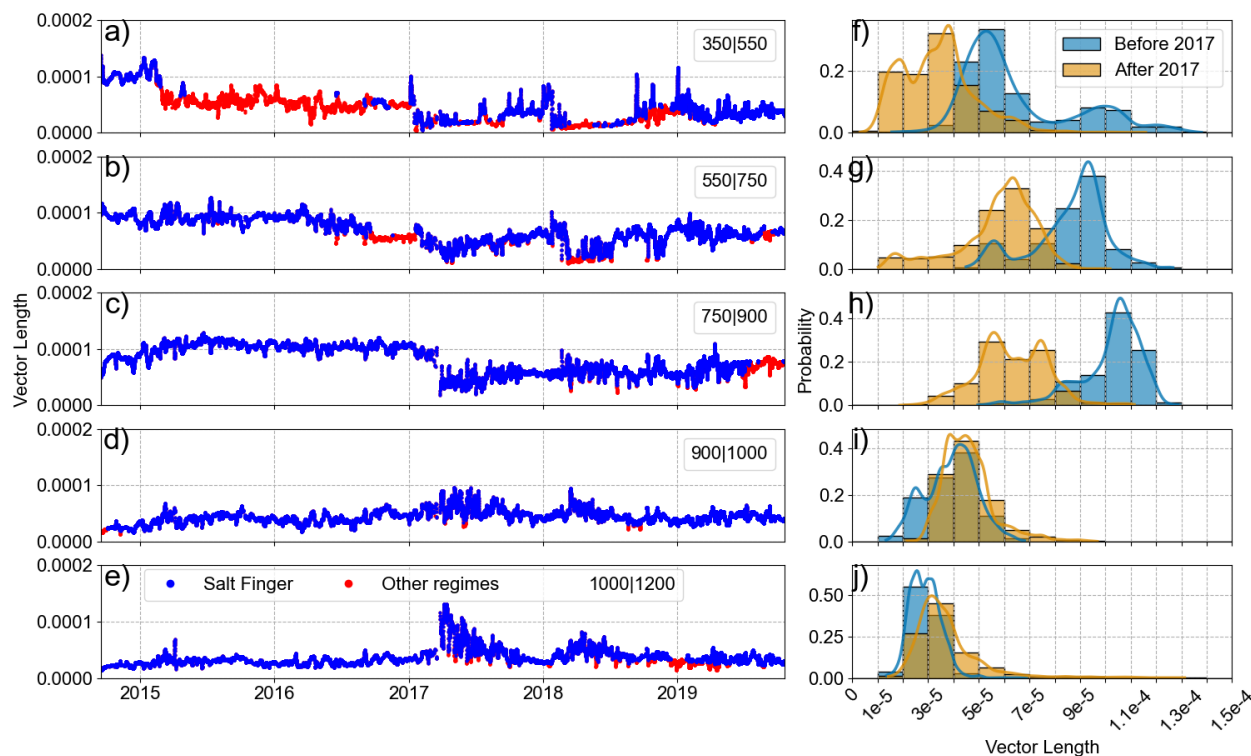 a)
350|550
0.0002
0.0001
0.0000
b)
550|750
0.0002
0.0001
0.0000
c)
750|900
0.0002
0.0001
0.0000
d)
900|1000
0.0002
0.0001
0.0000
e)
Salt Finger
Other regimes
1000|1200
0.0002
0.0001
0.0000
Vector Length
2015 2016 2017 2018 2019
f)
Before 2017
After 2017
0.2
0.0
g)
0.4
0.2
0.0
h)
0.4
0.2
0.0
Probability
i)
0.4
0.2
0.0
j)
0.50
0.25
0.00
0 1e-5 3e-5 5e-5 7e-5 9e-5 1.1e-4 1.3e-4 1.5e-4
Vector Length